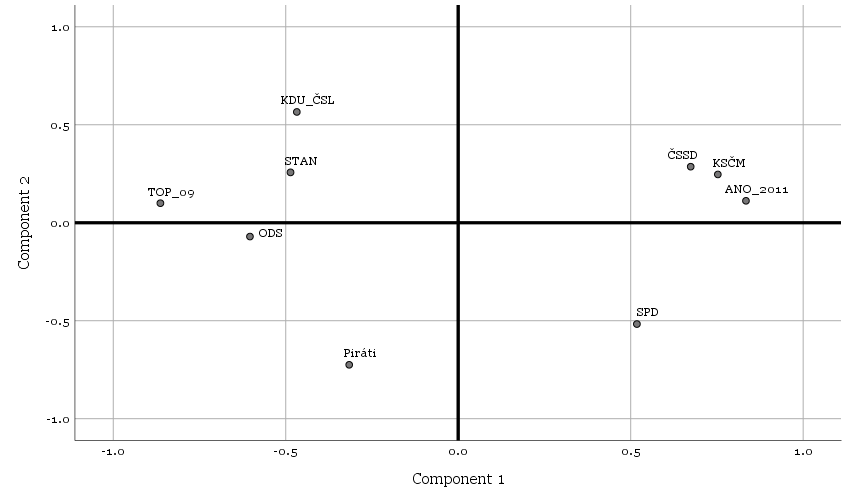 1.0
KDU_ČSL
0.5
STAN
ČSSD
KSČM
TOP_09
ANO_2011
0.0
ODS
Component 2
-0.5
SPD
Piráti
-1.0
-1.0 -0.5 0.0 0.5 1.0
Component 1